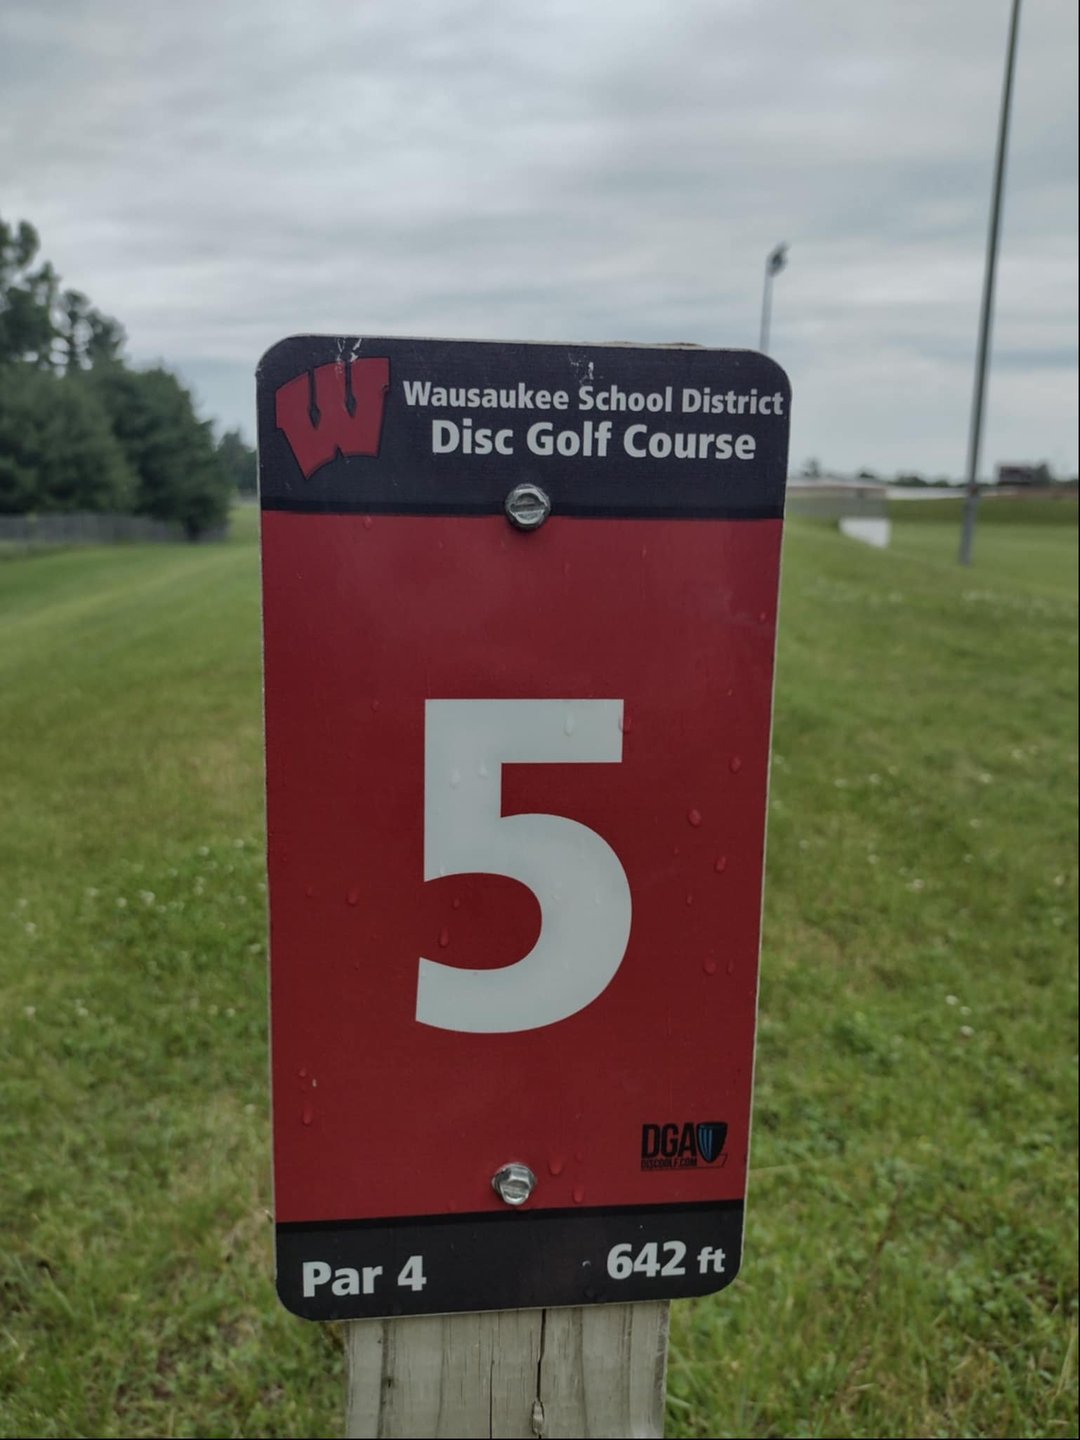 W
Wausaukee School District
Disc Golf Course
5
DGA
DISCGOLF.COM
Par 4
642 ft